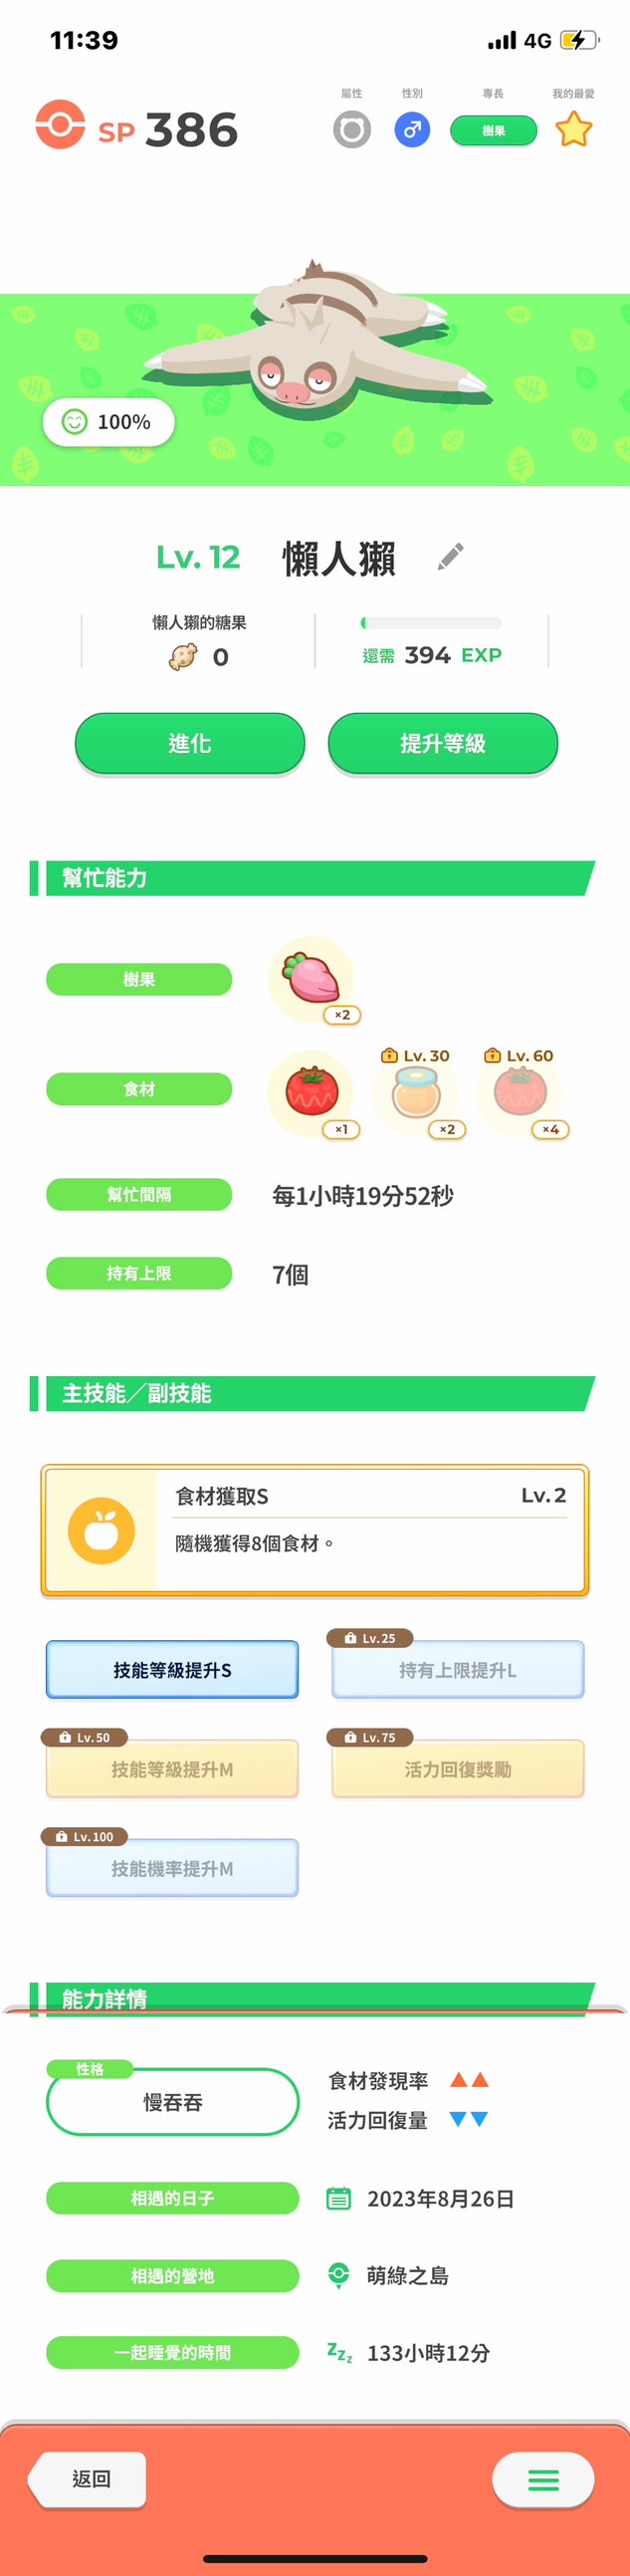 11:39
4G
屬性
性別
專長
我的最愛
SP 386
樹果
100%
Lv. 12 懶人獺
懶人獺的糖果
0
還需 394 EXP
進化
提升等級
幫忙能力
樹果
×2
食材
Lv. 30
Lv. 60
×1
×2
×4
幫忙間隔
每1小時19分52秒
持有上限
7個
主技能／副技能
食材獲取S
Lv. 2
隨機獲得8個食材。
技能等級提升S
Lv. 25
持有上限提升L
Lv. 50
技能等級提升M
Lv. 75
活力回復獎勵
Lv. 100
技能機率提升M
能力詳情
性格
慢吞吞
食材發現率 ▲▲
活力回復量 ▼▼
相遇的日子
2023年8月26日
相遇的營地
萌綠之島
一起睡覺的時間
zzz 133小時12分
返回